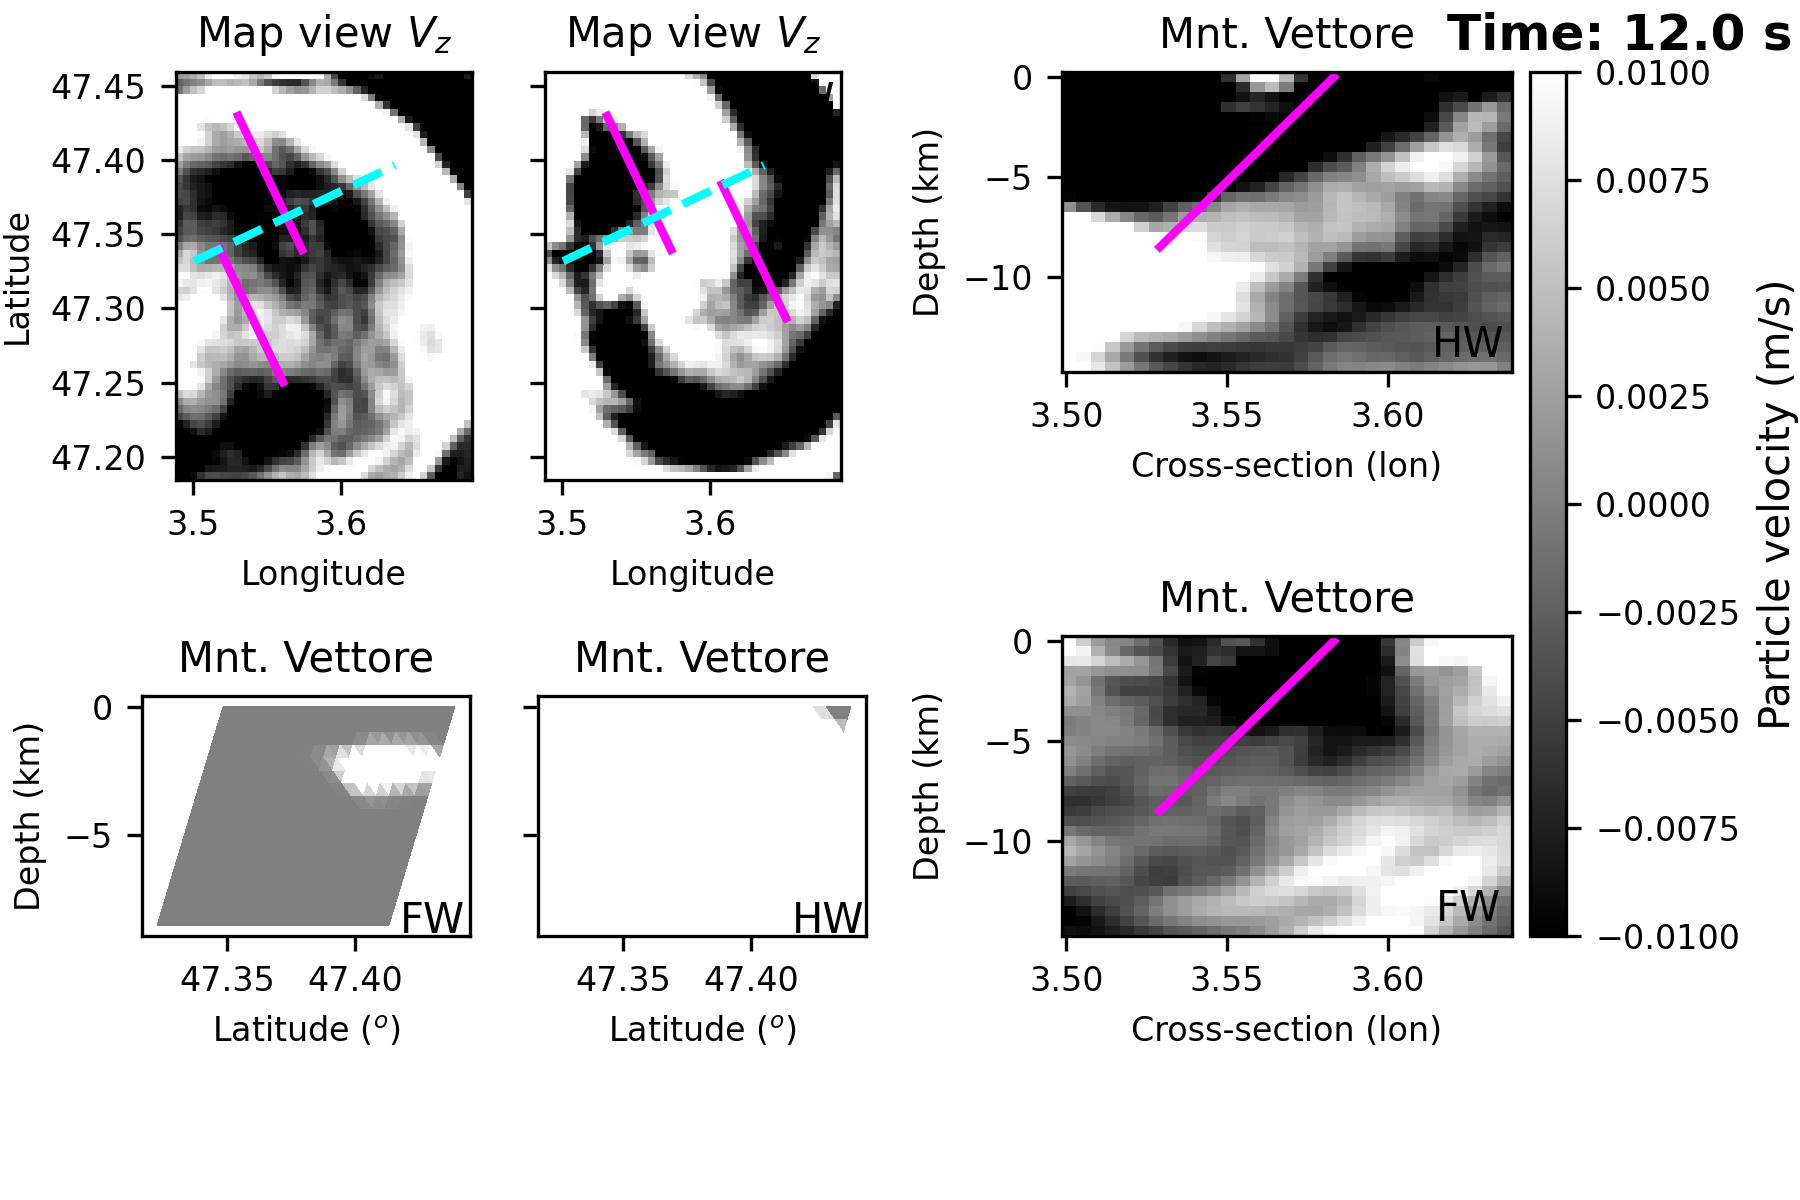 Map view Vz
47.45
47.40
47.35
47.30
47.25
47.20
Latitude
3.5
3.6
Longitude
Map view Vz
3.5
3.6
Longitude
Mnt. Vettore
0
−5
−10
Depth (km)
HW
3.50
3.55
3.60
Cross-section (lon)
Time: 12.0 s
0.0100
0.0075
0.0050
0.0025
0.0000
−0.0025
−0.0050
−0.0075
−0.0100
Particle velocity (m/s)
Mnt. Vettore
0
−5
Depth (km)
FW
47.35
47.40
Latitude (o)
Mnt. Vettore
HW
47.35
47.40
Latitude (o)
Mnt. Vettore
0
−5
−10
Depth (km)
FW
3.50
3.55
3.60
Cross-section (lon)